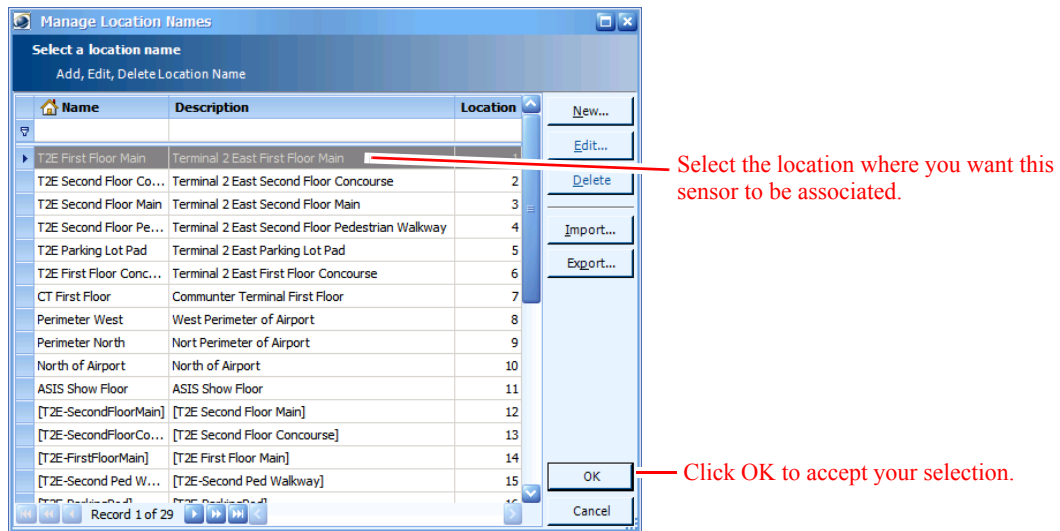 Manage Location Names
Select a location name
Add, Edit, Delete Location Name
Name Description Location
T2E First Floor Main Terminal 2 East First Floor Main
T2E Second Floor Co... Terminal 2 East Second Floor Concourse 2
T2E Second Floor Main Terminal 2 East Second Floor Main 3
T2E Second Floor Pe... Terminal 2 East Second Floor Pedestrian Walkway 4
T2E Parking Lot Pad Terminal 2 East Parking Lot Pad 5
T2E First Floor Conc... Terminal 2 East First Floor Concourse 6
CT First Floor Communter Terminal First Floor 7
Perimeter West West Perimeter of Airport 8
Perimeter North Nort Perimeter of Airport 9
North of Airport North of Airport 10
ASIS Show Floor ASIS Show Floor 11
[T2E-SecondFloorMain] [T2E Second Floor Main] 12
[T2E-SecondFloorCo... [T2E Second Floor Concourse] 13
[T2E-FirstFloorMain] [T2E First Floor Main] 14
[T2E-Second Ped W... [T2E-Second Ped Walkway] 15
Record 1 of 29
New...
Edit...
Delete
Import...
Export...
OK
Cancel
Select the location where you want this
sensor to be associated.
Click OK to accept your selection.